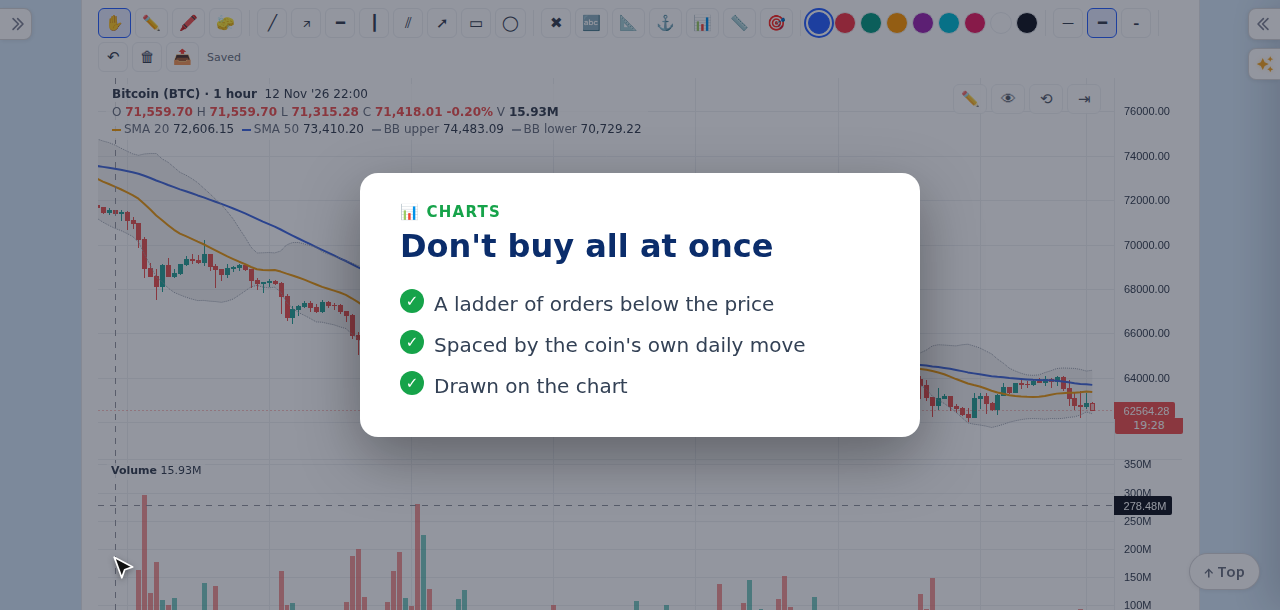 abc
Saved
Bitcoin (BTC) · 1 hour 12 Nov '26 22:00
O 71,559.70 H 71,559.70 L 71,315.28 C 71,418.01 -0.20% V 15.93M
SMA 20 72,606.15 SMA 50 73,410.20 BB upper 74,483.09 BB lower 70,729.22
76000.00
74000.00
72000.00
70000.00
68000.00
66000.00
64000.00
62564.28
19:28
CHARTS
Don't buy all at once
A ladder of orders below the price
Spaced by the coin's own daily move
Drawn on the chart
Volume 15.93M
350M
300M
278.48M
250M
200M
150M
100M
↑ Top